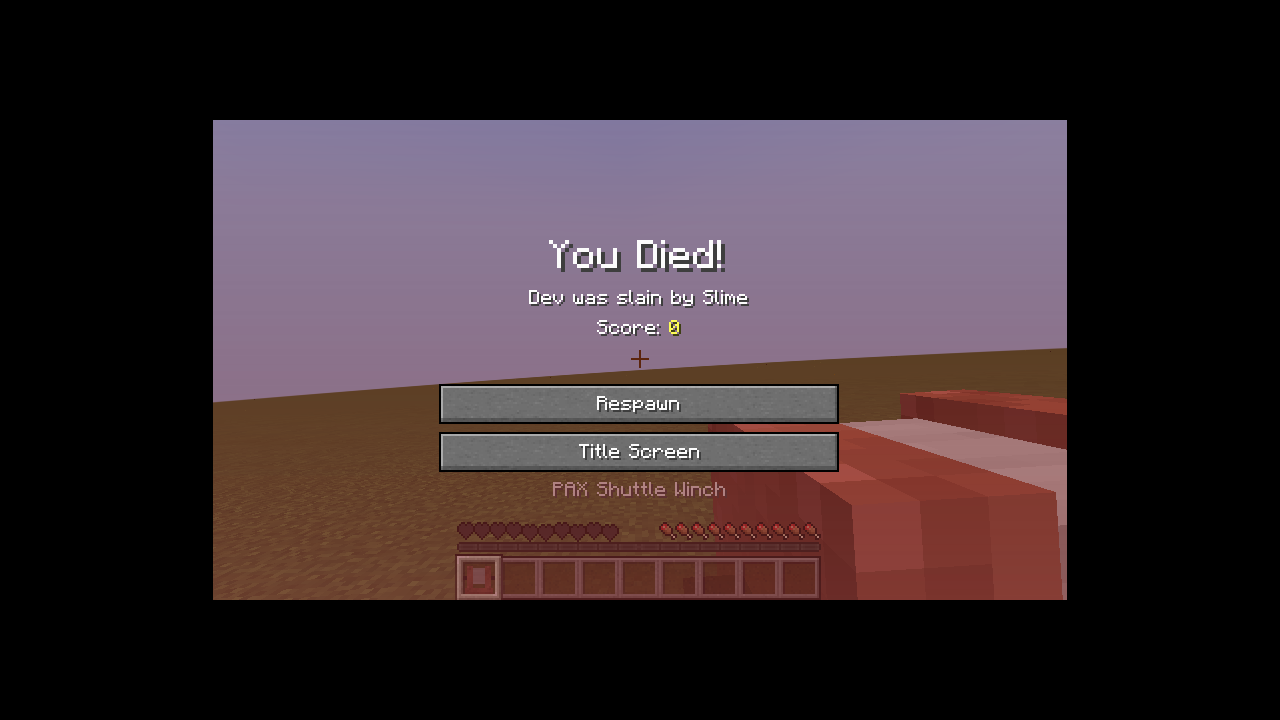 You Died!
Dev was slain by Slime
Score: 0
Respawn
Title Screen
PAX Shuttle Winch